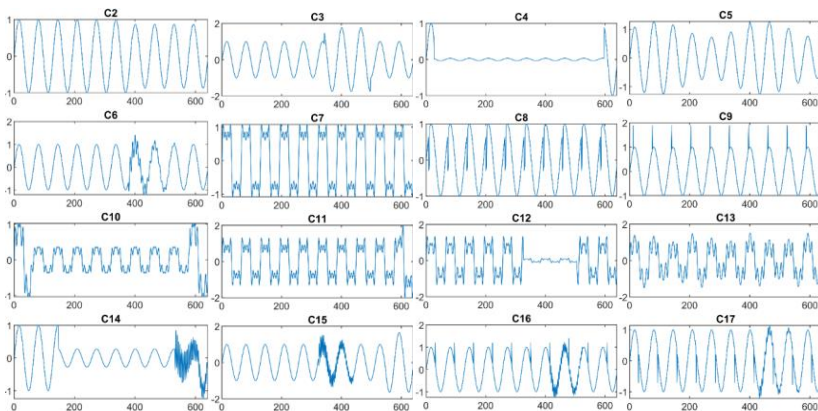 C2 C3 C4 C5
1 2 1 1
0 0 0 0
-1 -2 -1 -1
0 200 400 600 0 200 400 600 0 200 400 600 0 200 400 600
C6 C7 C8 C9
2 1 1 2
1 0 0 1
0 -1 -1 0
-1 -1
0 200 400 600 0 200 400 600 0 200 400 600 0 200 400 600
C10 C11 C12 C13
1 2 2 2
0 0 0 0
-1 -2 -2 -2
0 200 400 600 0 200 400 600 0 200 400 600 0 200 400 600
C14 C15 C16 C17
1 2 2 1
0 0 1 0
-1 -2 0 -1
-1
0 200 400 600 0 200 400 600 0 200 400 600 0 200 400 600